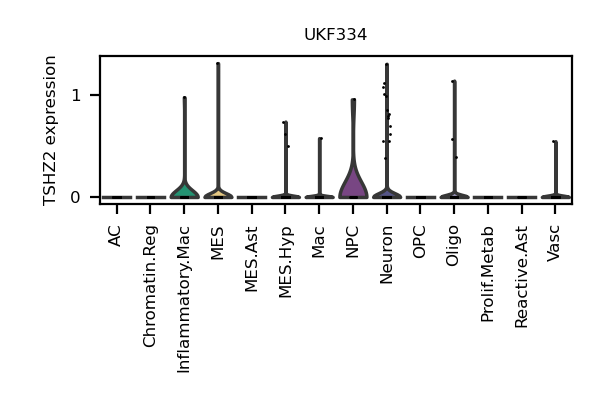 UKF334
TSHZ2 expression
1
0
AC
Chromatin.Reg
Inflammatory.Mac
MES
MES.Ast
MES.Hyp
Mac
NPC
Neuron
OPC
Oligo
Prolif.Metab
Reactive.Ast
Vasc